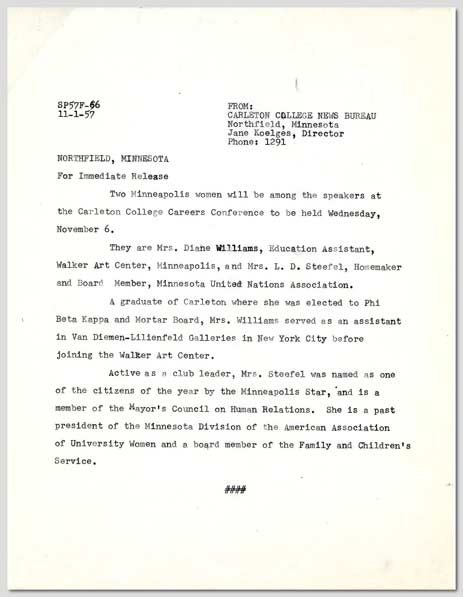 SP57F-66
11-1-57
FROM:
CARLETON COLLEGE NEWS BUREAU
Northfield, Minnesota
Jane Koelges, Director
Phone: 1291
NORTHFIELD, MINNESOTA
For Immediate Release
Two Minneapolis women will be among the speakers at
the Carleton College Careers Conference to be held Wednesday,
November 6.
They are Mrs. Diane Williams, Education Assistant,
Walker Art Center, Minneapolis, and Mrs. L. D. Steefel, Homemaker
and Board Member, Minnesota United Nations Association.
A graduate of Carleton where she was elected to Phi
Beta Kappa and Mortar Board, Mrs. Williams served as an assistant
in Van Diemen-Lilienfeld Galleries in New York City before
joining the Walker Art Center.
Active as a club leader, Mrs. Steefel was named as one
of the citizens of the year by the Minneapolis Star, and is a
member of the Mayor's Council on Human Relations. She is a past
president of the Minnesota Division of the American Association
of University Women and a board member of the Family and Children's
Service.
####